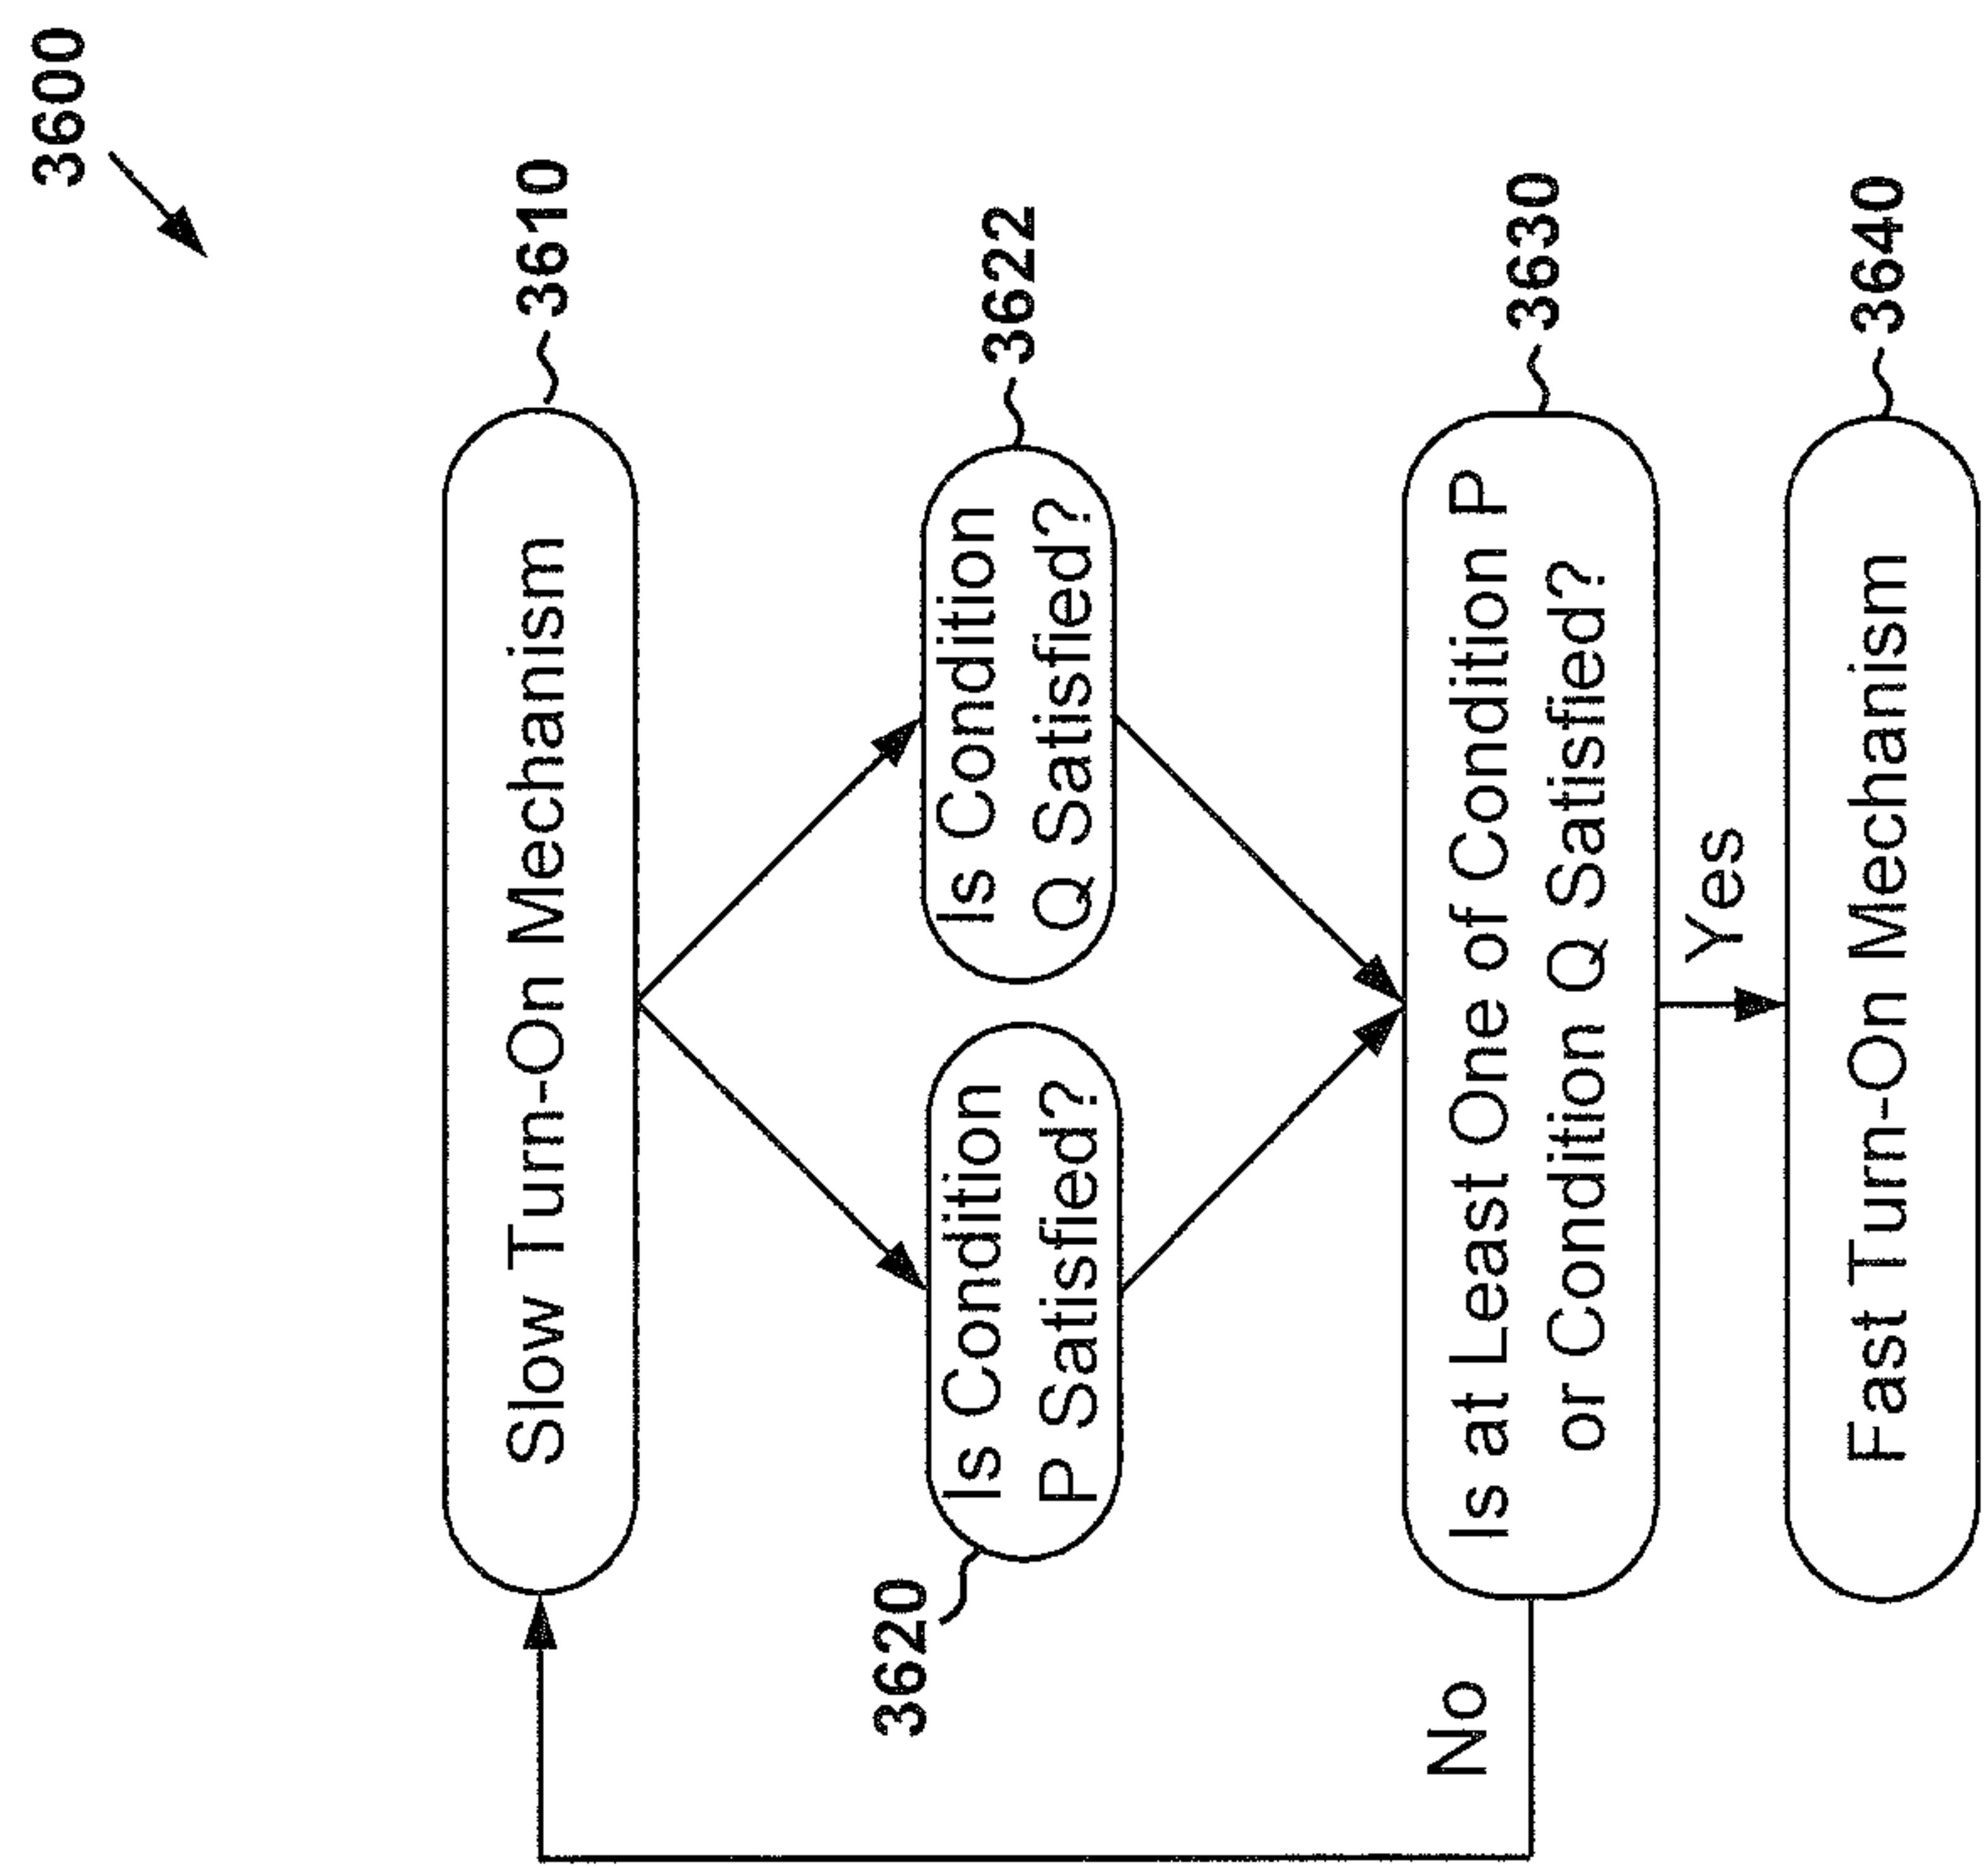 3600
Slow Turn-On Mechanism
3610
3620
Is Condition
P Satisfied?
Is Condition
Q Satisfied?
3622
No
Is at Least One of Condition P
or Condition Q Satisfied?
3630
Yes
Fast Turn-On Mechanism
3640